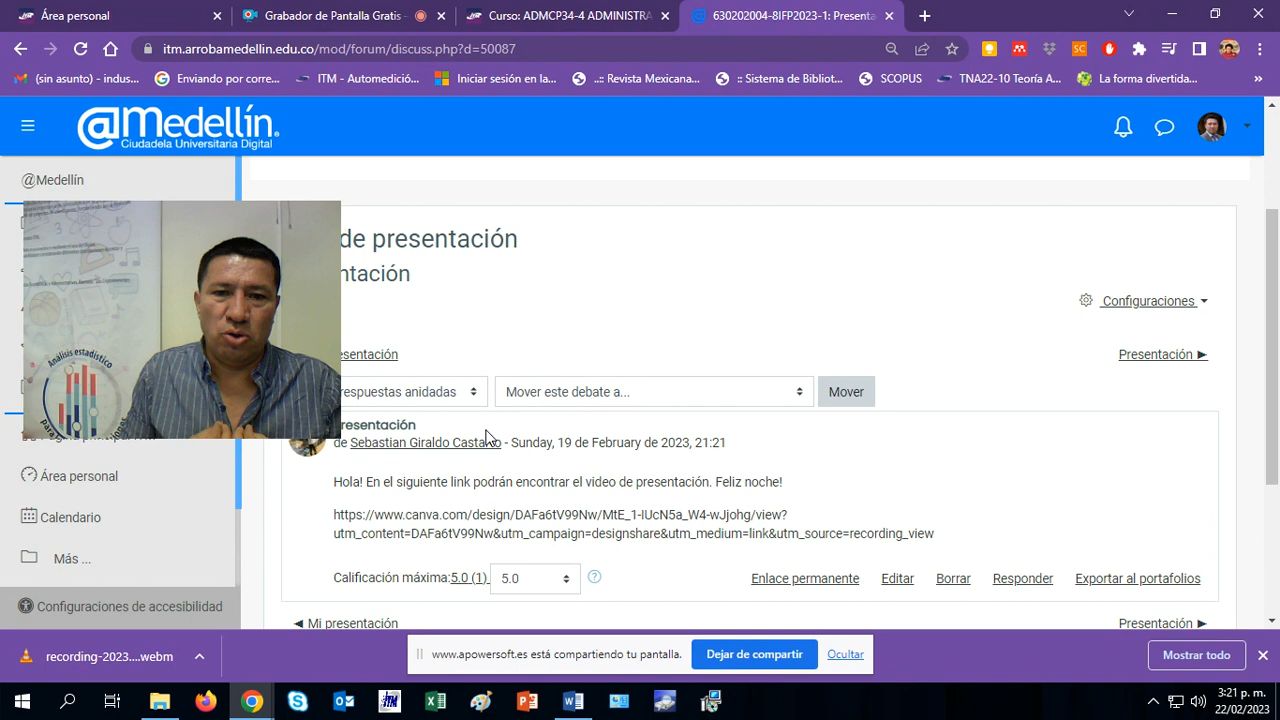 Área personal
Grabador de Pantalla Gratis -
Curso: ADMCP34-4 ADMINISTRA
630202004-8IFP2023-1: Presenta
itm.arrobamedellin.edu.co/mod/forum/discuss.php?d=50087
(sin asunto) - indus...
Enviando por corre...
ITM - Automedició...
Iniciar sesión en la...
..:: Revista Mexicana...
:: Sistema de Bibliot...
SCOPUS
TNA22-10 Teoría A...
La forma divertida...
»
@Medellín
Ciudadela Universitaria Digital
@Medellín
de presentación
ntación
Configuraciones
esentación
Presentación ▶
respuestas anidadas
Mover este debate a...
Mover
Análisis estadístico
resentación
de Sebastian Giraldo Castaño - Sunday, 19 de February de 2023, 21:21
Área personal
Hola! En el siguiente link podrán encontrar el video de presentación. Feliz noche!
Calendario
https://www.canva.com/design/DAFa6tV99Nw/MtE_1-IUcN5a_W4-wJjohg/view?
utm_content=DAFa6tV99Nw&utm_campaign=designshare&utm_medium=link&utm_source=recording_view
Más ...
Calificación máxima:5.0 (1)
5.0
Enlace permanente
Editar
Borrar
Responder
Exportar al portafolios
Configuraciones de accesibilidad
◀ Mi presentación
Presentación ▶
recording-2023....webm
www.apowersoft.es está compartiendo tu pantalla.
Dejar de compartir
Ocultar
Mostrar todo
3:21 p. m.
22/02/2023